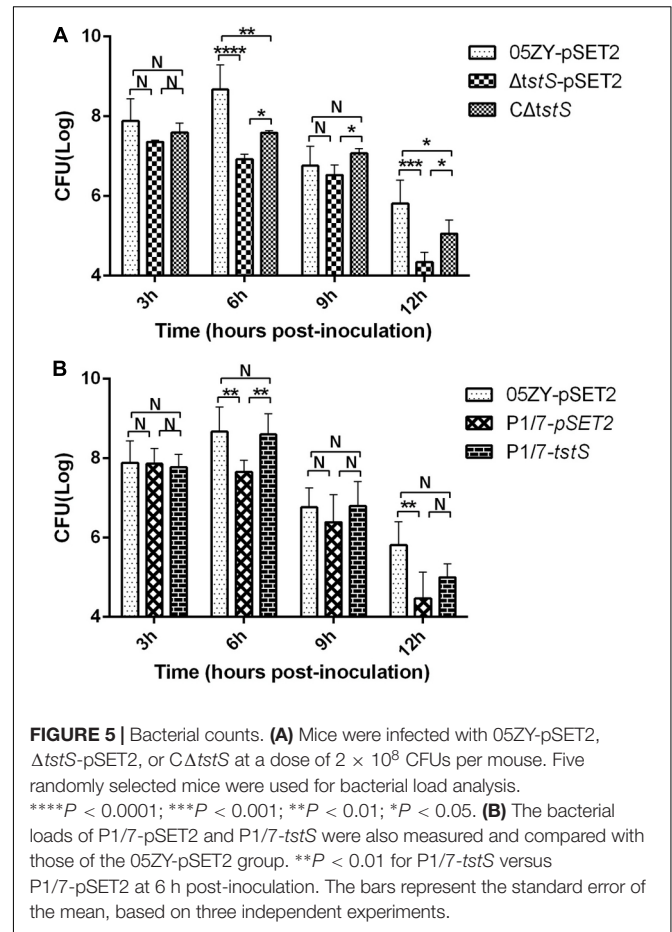 A
10
8
6
4
CFU(Log)
N
N
N
**
****
*
N
N
*
*
***
*
05ZY-pSET2
ΔtstS-pSET2
CΔtstS
3h
6h
9h
12h
Time (hours post-inoculation)
B
10
8
6
4
CFU(Log)
N
N
N
N
**
**
N
N
N
N
**
N
05ZY-pSET2
P1/7-pSET2
P1/7-tstS
3h
6h
9h
12h
Time (hours post-inoculation)
FIGURE 5 | Bacterial counts. (A) Mice were infected with 05ZY-pSET2,
ΔtstS-pSET2, or CΔtstS at a dose of 2 × 10⁸ CFUs per mouse. Five
randomly selected mice were used for bacterial load analysis.
****P < 0.0001; ***P < 0.001; **P < 0.01; *P < 0.05. (B) The bacterial
loads of P1/7-pSET2 and P1/7-tstS were also measured and compared with
those of the 05ZY-pSET2 group. **P < 0.01 for P1/7-tstS versus
P1/7-pSET2 at 6 h post-inoculation. The bars represent the standard error of
the mean, based on three independent experiments.